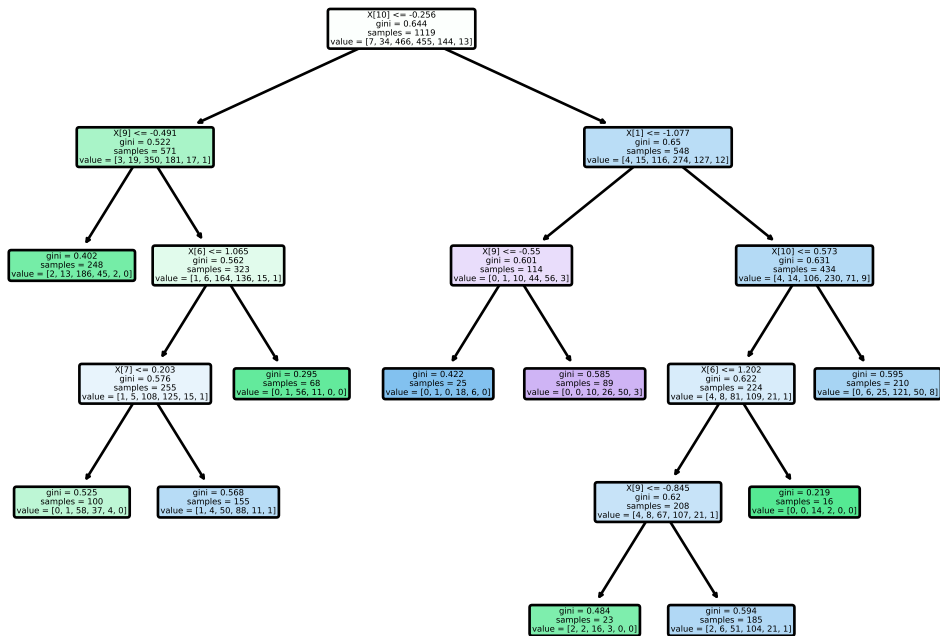 X[10] <= -0.256
gini = 0.644
samples = 1119
value = [7, 34, 466, 455, 144, 13]
X[9] <= -0.491
gini = 0.522
samples = 571
value = [3, 19, 350, 181, 17, 1]
X[1] <= -1.077
gini = 0.65
samples = 548
value = [4, 15, 116, 274, 127, 12]
gini = 0.402
samples = 248
value = [2, 13, 186, 45, 2, 0]
X[6] <= 1.065
gini = 0.562
samples = 323
value = [1, 6, 164, 136, 15, 1]
X[9] <= -0.55
gini = 0.601
samples = 114
value = [0, 1, 10, 44, 56, 3]
X[10] <= 0.573
gini = 0.631
samples = 434
value = [4, 14, 106, 230, 71, 9]
X[7] <= 0.203
gini = 0.576
samples = 255
value = [1, 5, 108, 125, 15, 1]
gini = 0.295
samples = 68
value = [0, 1, 56, 11, 0, 0]
gini = 0.422
samples = 25
value = [0, 1, 0, 18, 6, 0]
gini = 0.585
samples = 89
value = [0, 0, 10, 26, 50, 3]
X[6] <= 1.202
gini = 0.622
samples = 224
value = [4, 8, 81, 109, 21, 1]
gini = 0.595
samples = 210
value = [0, 6, 25, 121, 50, 8]
gini = 0.525
samples = 100
value = [0, 1, 58, 37, 4, 0]
gini = 0.568
samples = 155
value = [1, 4, 50, 88, 11, 1]
X[9] <= -0.845
gini = 0.62
samples = 208
value = [4, 8, 67, 107, 21, 1]
gini = 0.219
samples = 16
value = [0, 0, 14, 2, 0, 0]
gini = 0.484
samples = 23
value = [2, 2, 16, 3, 0, 0]
gini = 0.594
samples = 185
value = [2, 6, 51, 104, 21, 1]